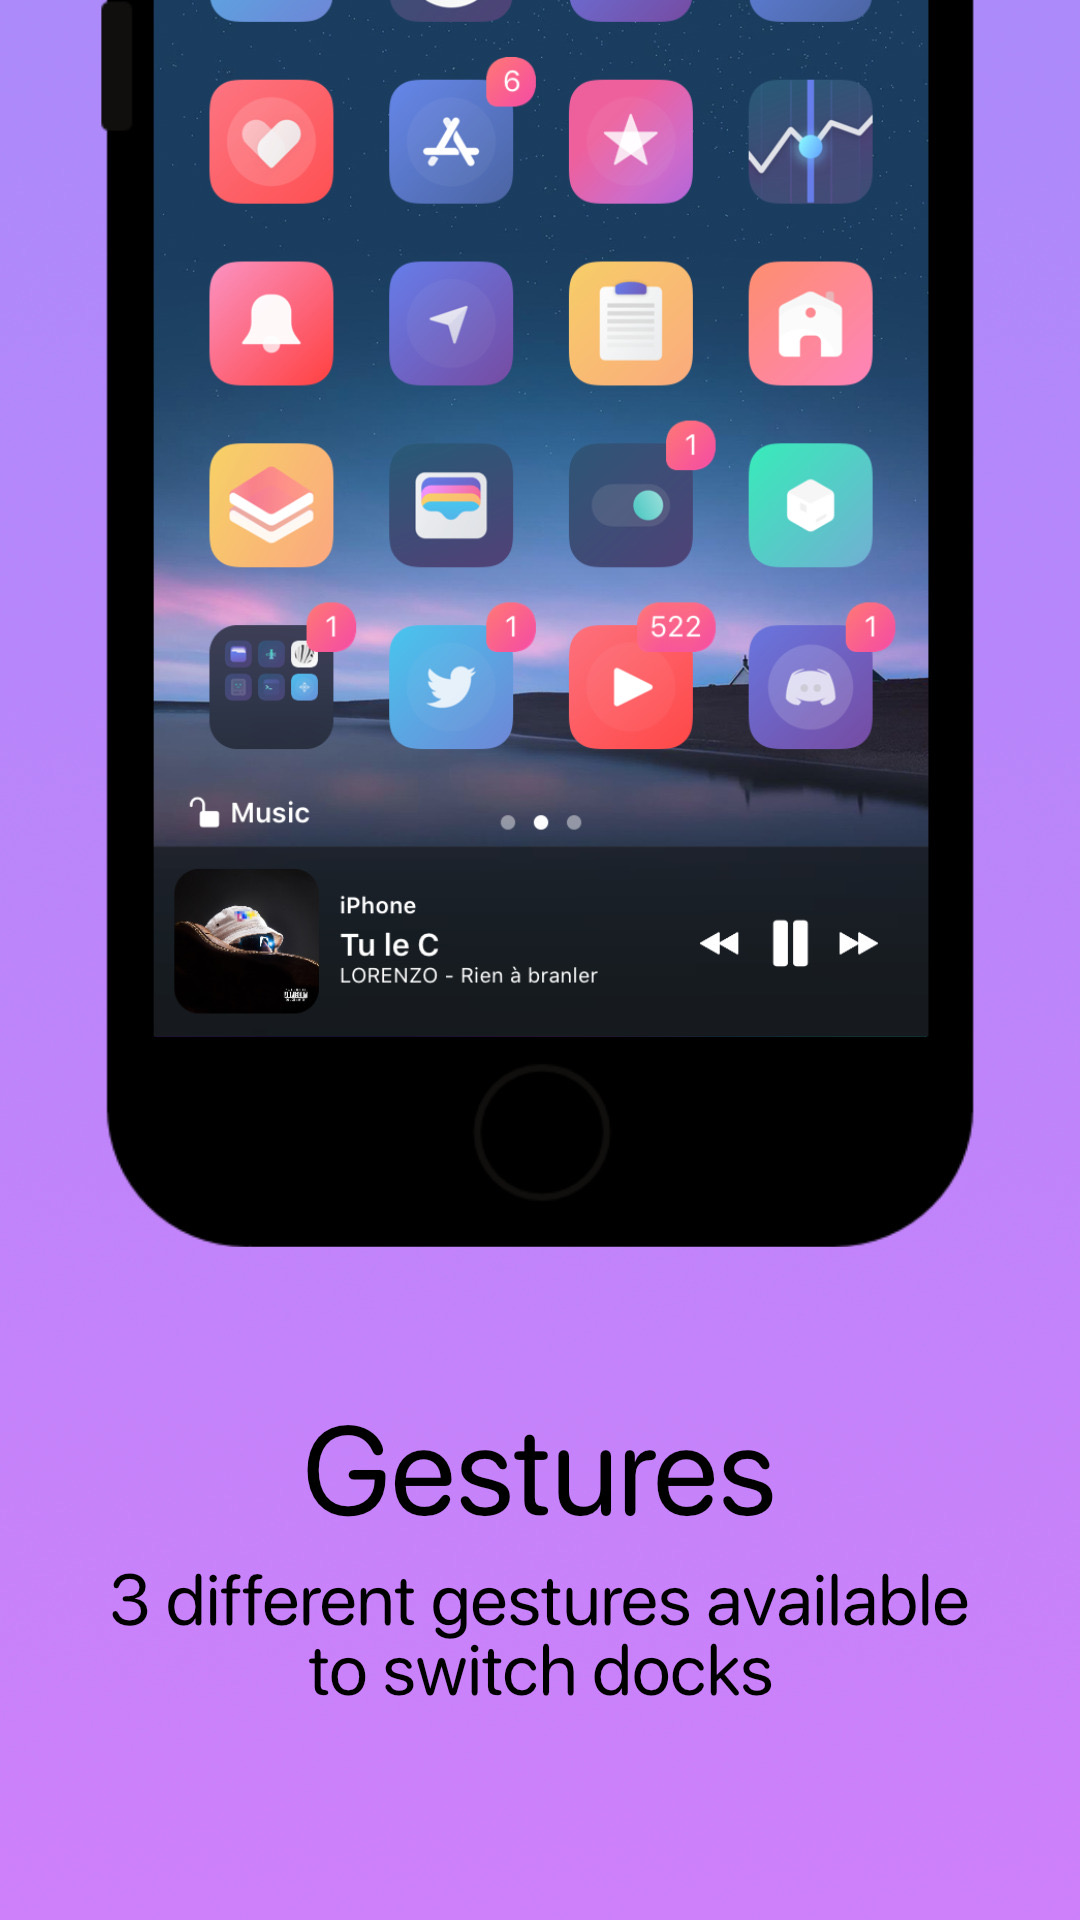 6
1
1
1
522
1
Music
iPhone
Tu le C
LORENZO - Rien à branler
Gestures
3 different gestures available
to switch docks